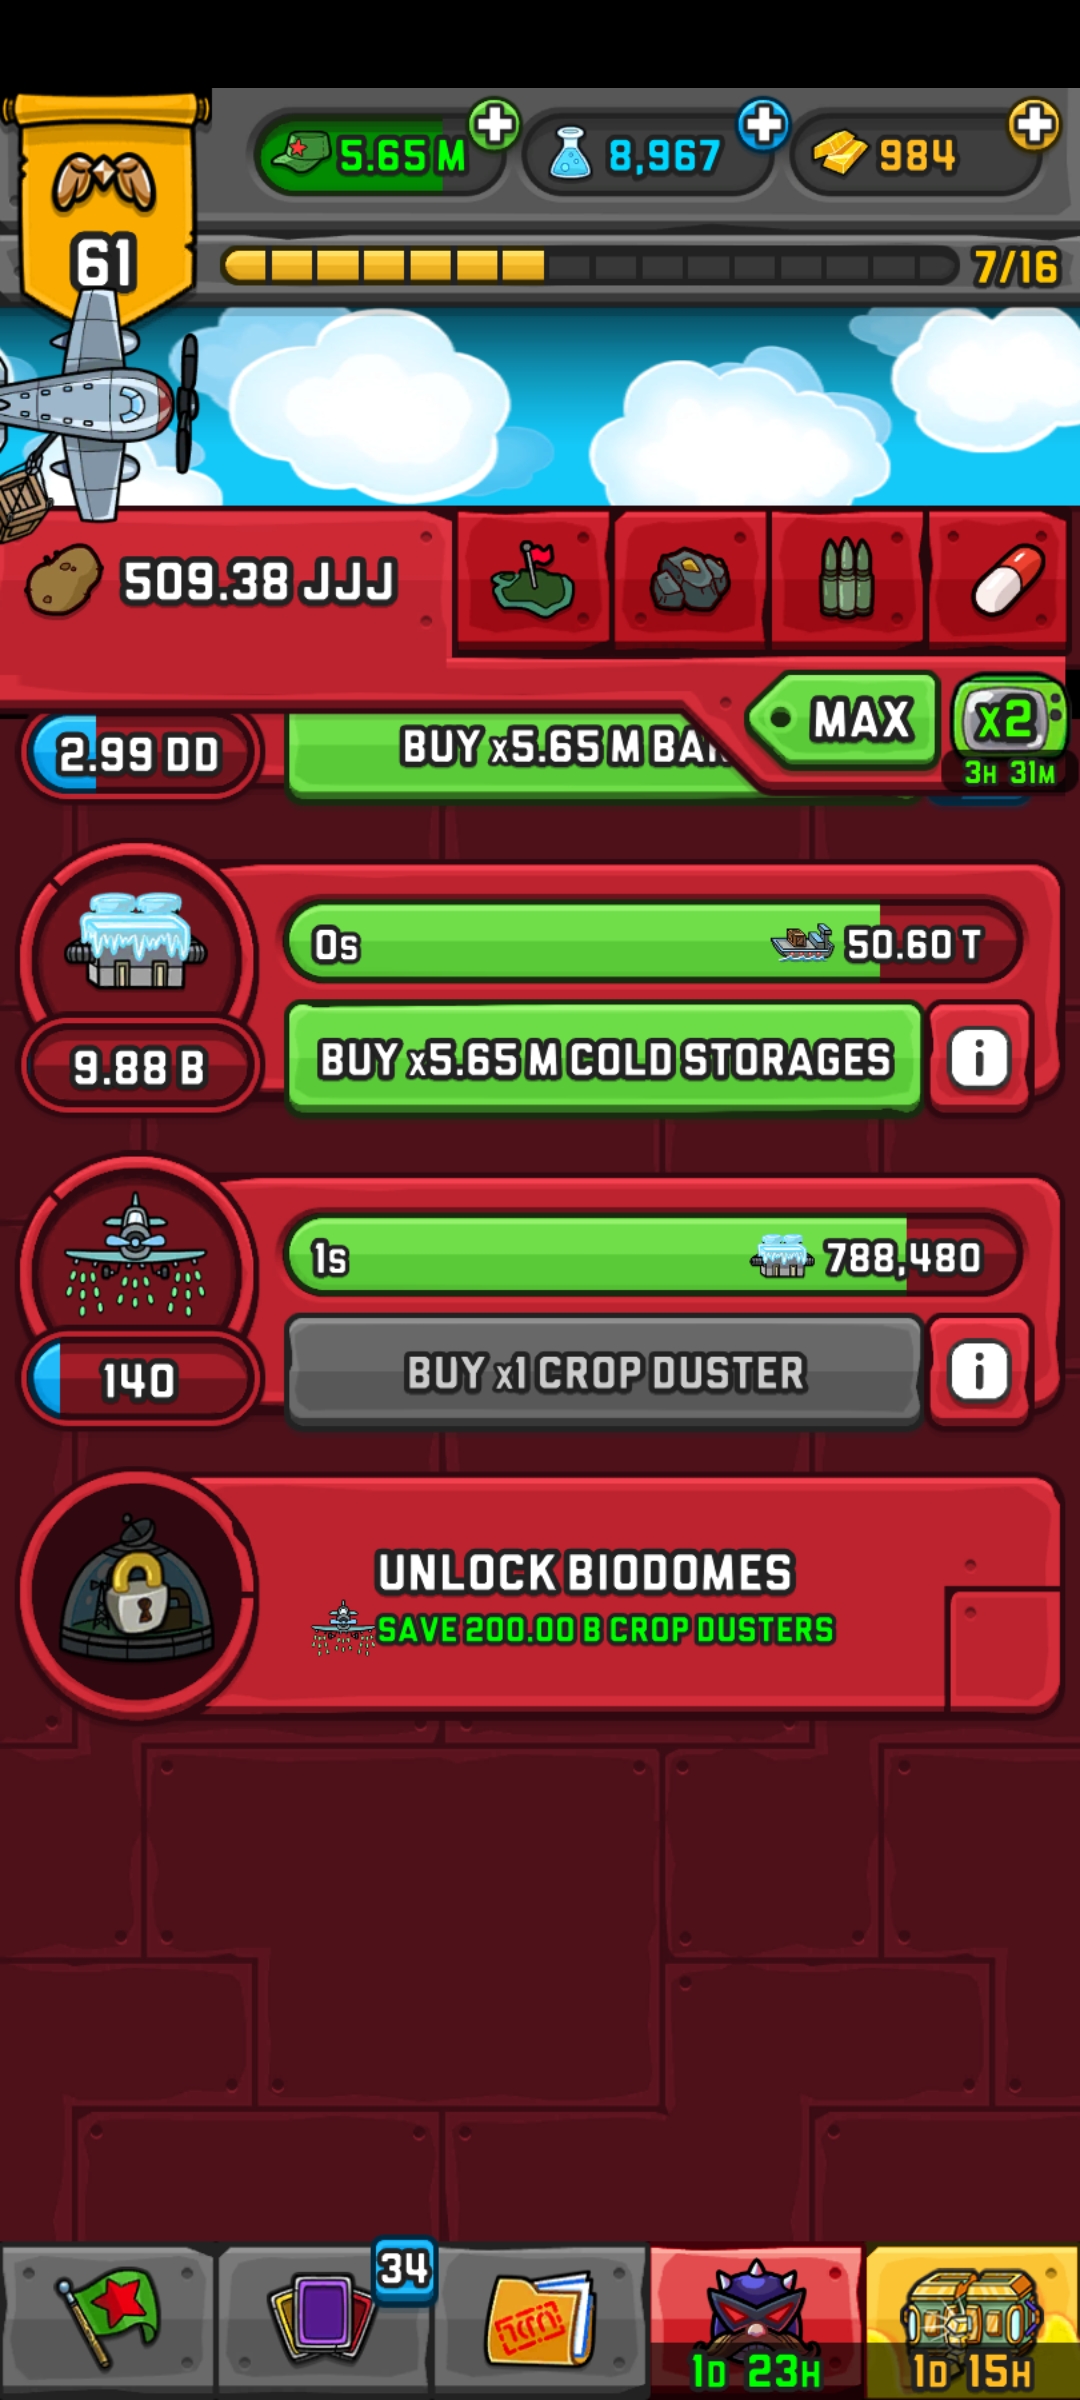 5.65 M
8,967
984
61
7/16
509.38 JJJ
MAX
x2
3H 31M
2.99 DD
BUY x5.65 M BA
0s
50.60 T
9.88 B
BUY x5.65 M COLD STORAGES
i
1s
788,480
140
BUY x1 CROP DUSTER
i
UNLOCK BIODOMES
SAVE 200.00 B CROP DUSTERS
34
1D 23H
1D 15H